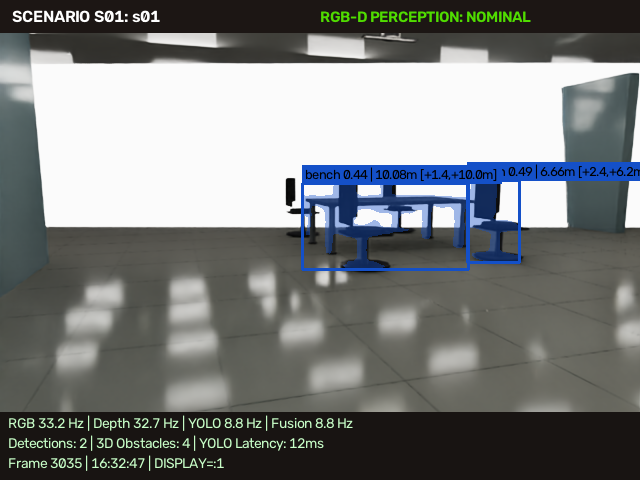 SCENARIO S01: s01
RGB-D PERCEPTION: NOMINAL
bench 0.44 | 10.08m [+1.4,+10.0m]
0.49 | 6.66m [+2.4,+6.2m
RGB 33.2 Hz | Depth 32.7 Hz | YOLO 8.8 Hz | Fusion 8.8 Hz
Detections: 2 | 3D Obstacles: 4 | YOLO Latency: 12ms
Frame 3035 | 16:32:47 | DISPLAY=:1